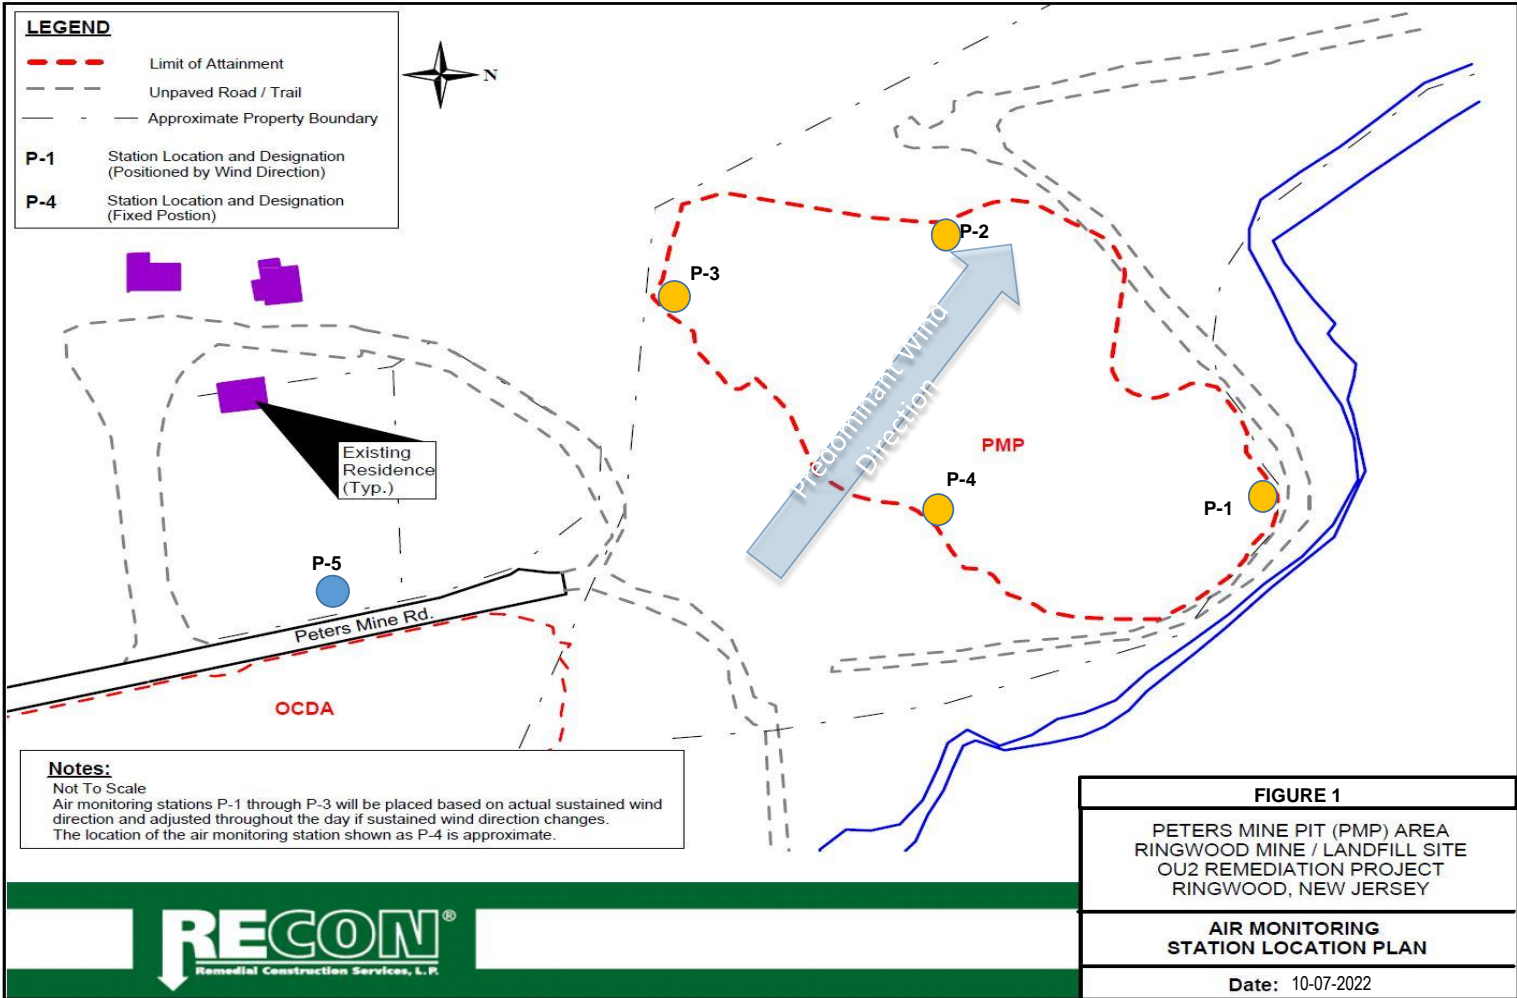 LEGEND
Limit of Attainment
Unpaved Road / Trail
Approximate Property Boundary
P-1 Station Location and Designation
(Positioned by Wind Direction)
P-4 Station Location and Designation
(Fixed Postion)
N
P-2
P-3
Predominant Wind
Direction
PMP
P-4
P-1
Existing
Residence
(Typ.)
P-5
Peters Mine Rd.
OCDA
Notes:
Not To Scale
Air monitoring stations P-1 through P-3 will be placed based on actual sustained wind
direction and adjusted throughout the day if sustained wind direction changes.
The location of the air monitoring station shown as P-4 is approximate.
RECON®
Remedial Construction Services, L.P.
FIGURE 1
PETERS MINE PIT (PMP) AREA
RINGWOOD MINE / LANDFILL SITE
OU2 REMEDIATION PROJECT
RINGWOOD, NEW JERSEY
AIR MONITORING
STATION LOCATION PLAN
Date: 10-07-2022